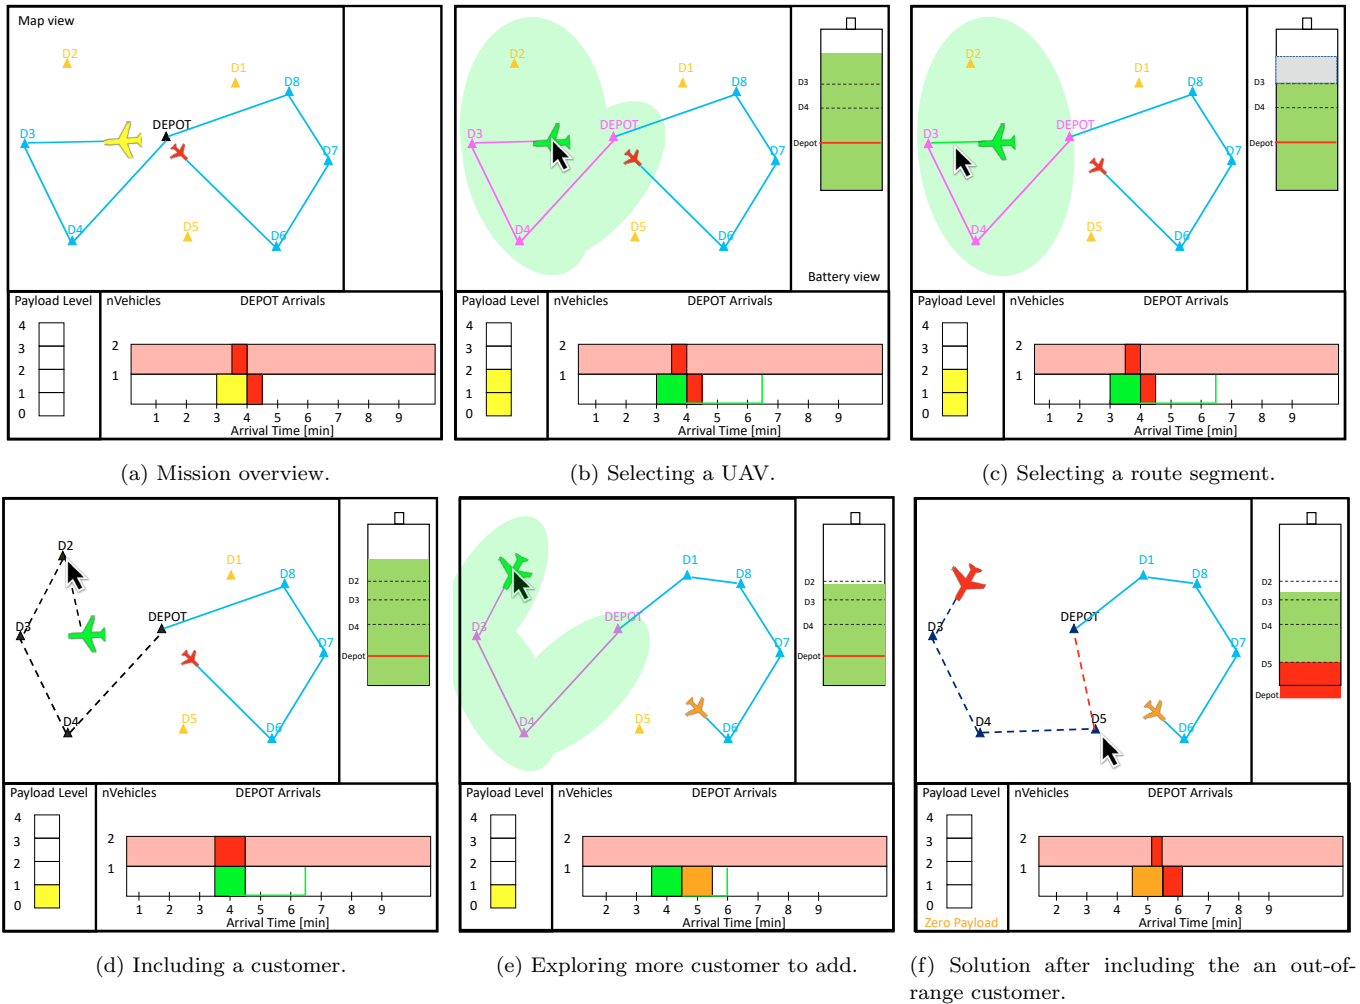 Map view
D2
D1
D8
DEPOT
D3
D7
D4
D5
D6
Payload Level
4
3
2
1
0
nVehicles DEPOT Arrivals
2
1
1 2 3 4 5 6 7 8 9
Arrival Time [min]
(a) Mission overview.
D2
D1
D8
DEPOT
D3
D7
D4
D5
D6
D3
D4
Depot
Battery view
Payload Level
4
3
2
1
0
nVehicles DEPOT Arrivals
2
1
1 2 3 4 5 6 7 8 9
Arrival Time [min]
(b) Selecting a UAV.
D2
D1
D8
DEPOT
D3
D7
D4
D5
D6
D3
D4
Depot
Payload Level
4
3
2
1
0
nVehicles DEPOT Arrivals
2
1
1 2 3 4 5 6 7 8 9
Arrival Time [min]
(c) Selecting a route segment.
D2
D1
D8
DEPOT
D3
D7
D4
D5
D6
D2
D3
D4
Depot
Payload Level
4
3
2
1
0
nVehicles DEPOT Arrivals
2
1
1 2 3 4 5 6 7 8 9
Arrival Time [min]
(d) Including a customer.
D1
D8
DEPOT
D3
D7
D4
D5
D6
D2
D3
D4
Depot
Payload Level
4
3
2
1
0
nVehicles DEPOT Arrivals
2
1
2 3 4 5 6 7 8 9
Arrival Time [min]
(e) Exploring more customer to add.
D1
D8
DEPOT
D3
D7
D4
D5
D6
D2
D3
D4
D5
Depot
Payload Level
4
3
2
1
0
Zero Payload
nVehicles DEPOT Arrivals
2
1
2 3 4 5 6 7 8 9
Arrival Time [min]
(f) Solution after including the an out-of-
range customer.